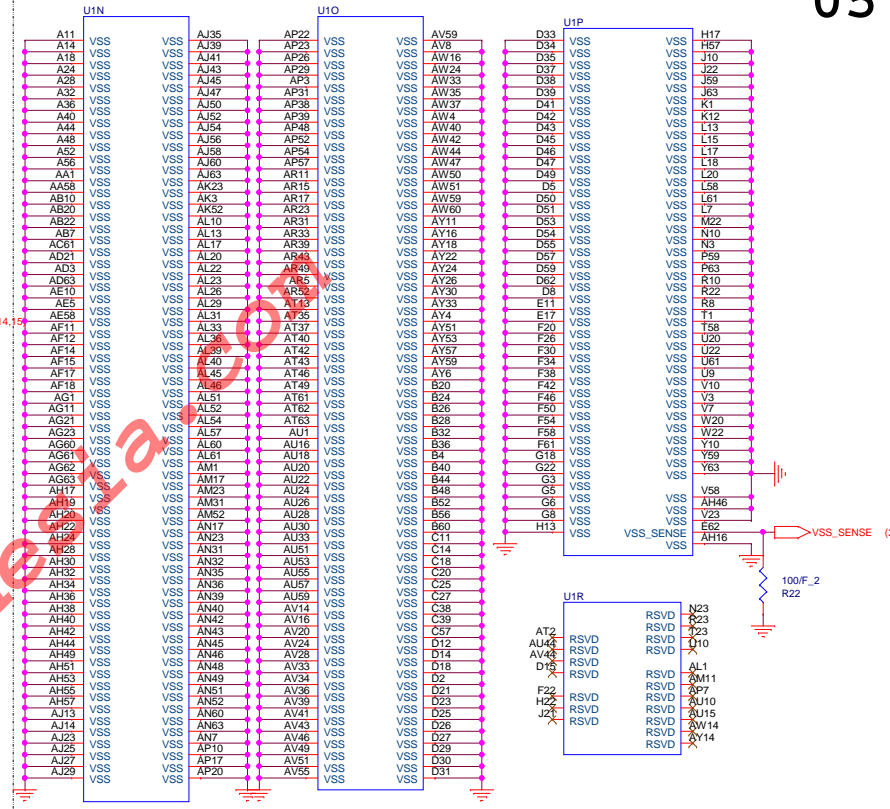 05
U1N
A11 VSS VSS AJ35
A14 VSS VSS AJ39
A18 VSS VSS AJ41
A24 VSS VSS AJ43
A28 VSS VSS AJ45
A32 VSS VSS AJ47
A36 VSS VSS AJ50
A40 VSS VSS AJ52
A44 VSS VSS AJ54
A48 VSS VSS AJ56
A52 VSS VSS AJ58
A56 VSS VSS AJ60
AA1 VSS VSS AJ63
AA58 VSS VSS AK23
AB10 VSS VSS AK3
AB20 VSS VSS AK52
AB22 VSS VSS AL10
AB7 VSS VSS AL13
AC61 VSS VSS AL17
AD21 VSS VSS AL20
AD3 VSS VSS AL22
AD63 VSS VSS AL23
AE10 VSS VSS AL26
AE5 VSS VSS AL29
AE58 VSS VSS AL31
AF11 VSS VSS AL33
AF12 VSS VSS AL36
AF14 VSS VSS AL39
AF15 VSS VSS AL40
AF17 VSS VSS AL45
AF18 VSS VSS AL46
AG1 VSS VSS AL51
AG11 VSS VSS AL52
AG21 VSS VSS AL54
AG23 VSS VSS AL57
AG60 VSS VSS AL60
AG61 VSS VSS AL61
AG62 VSS VSS AM1
AG63 VSS VSS AM17
AH17 VSS VSS AM23
AH19 VSS VSS AM31
AH20 VSS VSS AM52
AH22 VSS VSS AN17
AH24 VSS VSS AN23
AH28 VSS VSS AN31
AH30 VSS VSS AN32
AH32 VSS VSS AN35
AH34 VSS VSS AN36
AH36 VSS VSS AN39
AH38 VSS VSS AN40
AH40 VSS VSS AN42
AH42 VSS VSS AN43
AH44 VSS VSS AN45
AH49 VSS VSS AN46
AH51 VSS VSS AN48
AH53 VSS VSS AN49
AH55 VSS VSS AN51
AH57 VSS VSS AN52
AJ13 VSS VSS AN60
AJ14 VSS VSS AN63
AJ23 VSS VSS AN7
AJ25 VSS VSS AP10
AJ27 VSS VSS AP17
AJ29 VSS VSS AP20
U1O
AP22 VSS VSS AV59
AP23 VSS VSS AV8
AP26 VSS VSS AW16
AP29 VSS VSS AW24
AP3 VSS VSS AW33
AP31 VSS VSS AW35
AP38 VSS VSS AW37
AP39 VSS VSS AW4
AP48 VSS VSS AW40
AP52 VSS VSS AW42
AP54 VSS VSS AW44
AP57 VSS VSS AW47
AR11 VSS VSS AW50
AR15 VSS VSS AW51
AR17 VSS VSS AW59
AR23 VSS VSS AW60
AR31 VSS VSS AY11
AR33 VSS VSS AY16
AR39 VSS VSS AY18
AR43 VSS VSS AY22
AR49 VSS VSS AY24
AR5 VSS VSS AY26
AR52 VSS VSS AY30
AT13 VSS VSS AY33
AT35 VSS VSS AY4
AT37 VSS VSS AY51
AT40 VSS VSS AY53
AT42 VSS VSS AY57
AT43 VSS VSS AY59
AT46 VSS VSS AY6
AT49 VSS VSS B20
AT61 VSS VSS B24
AT62 VSS VSS B26
AT63 VSS VSS B28
AU1 VSS VSS B32
AU16 VSS VSS B36
AU18 VSS VSS B4
AU20 VSS VSS B40
AU22 VSS VSS B44
AU24 VSS VSS B48
AU26 VSS VSS B52
AU28 VSS VSS B56
AU30 VSS VSS B60
AU33 VSS VSS C11
AU51 VSS VSS C14
AU53 VSS VSS C18
AU55 VSS VSS C20
AU57 VSS VSS C25
AU59 VSS VSS C27
AV14 VSS VSS C38
AV16 VSS VSS C39
AV20 VSS VSS C57
AV24 VSS VSS D12
AV28 VSS VSS D14
AV33 VSS VSS D18
AV34 VSS VSS D2
AV36 VSS VSS D21
AV39 VSS VSS D23
AV41 VSS VSS D25
AV43 VSS VSS D26
AV46 VSS VSS D27
AV49 VSS VSS D29
AV51 VSS VSS D30
AV55 VSS VSS D31
U1P
D33 VSS VSS H17
D34 VSS VSS H57
D35 VSS VSS J10
D37 VSS VSS J22
D38 VSS VSS J59
D39 VSS VSS J63
D41 VSS VSS K1
D42 VSS VSS K12
D43 VSS VSS L13
D45 VSS VSS L15
D46 VSS VSS L17
D47 VSS VSS L18
D49 VSS VSS L20
D5 VSS VSS L58
D50 VSS VSS L61
D51 VSS VSS L7
D53 VSS VSS M22
D54 VSS VSS N10
D55 VSS VSS N3
D57 VSS VSS P59
D59 VSS VSS P63
D62 VSS VSS R10
D8 VSS VSS R22
E11 VSS VSS R8
E17 VSS VSS T1
F20 VSS VSS T58
F26 VSS VSS U20
F30 VSS VSS U22
F34 VSS VSS U61
F38 VSS VSS U9
F42 VSS VSS V10
F46 VSS VSS V3
F50 VSS VSS V7
F54 VSS VSS W20
F58 VSS VSS W22
F61 VSS VSS Y10
G18 VSS VSS Y59
G22 VSS VSS Y63
G3 VSS
G5 VSS VSS V58
G6 VSS VSS AH46
G8 VSS VSS V23
H13 VSS VSS_SENSE E62
VSS AH16
VSS_SENSE
100/F_2
R22
U1R
RSVD N23
RSVD R23
AT2 RSVD RSVD T23
AU44 RSVD RSVD U10
AV44 RSVD
D15 RSVD RSVD AL1
RSVD AM11
F22 RSVD RSVD AP7
H22 RSVD RSVD AU10
J21 RSVD RSVD AU15
RSVD AW14
RSVD AY14
14,15
esia.com